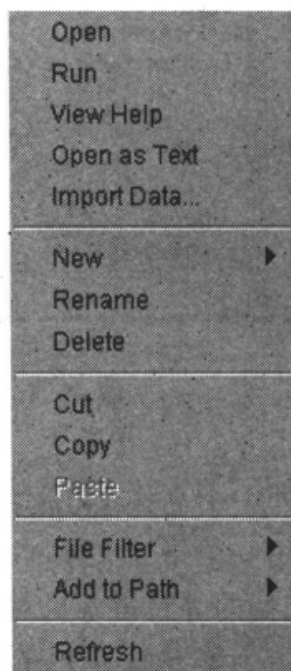 Open
Run
View Help
Open as Text
Import Data...
New
Rename
Delete
Cut
Copy
Paste
File Filter
Add to Path
Refresh